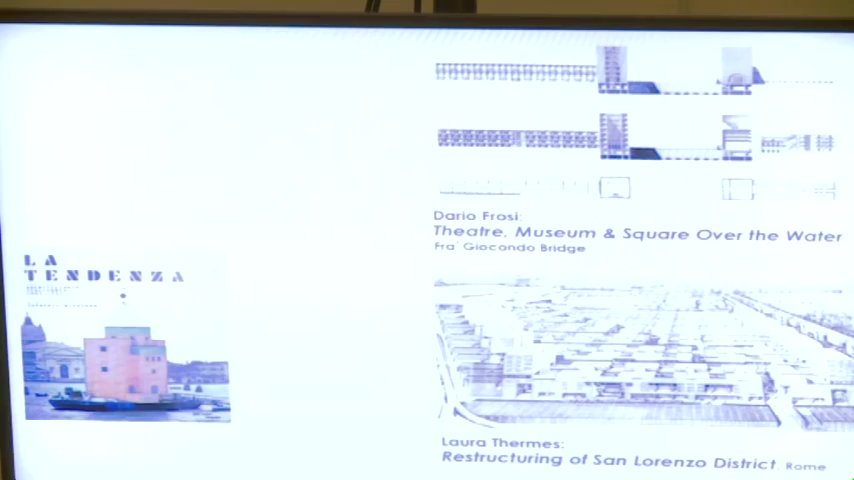 LA
TENDENZA
Dario Frosi:
Theatre, Museum & Square Over the Water
Fra' Giocondo Bridge
Laura Thermes:
Restructuring of San Lorenzo District, Rome